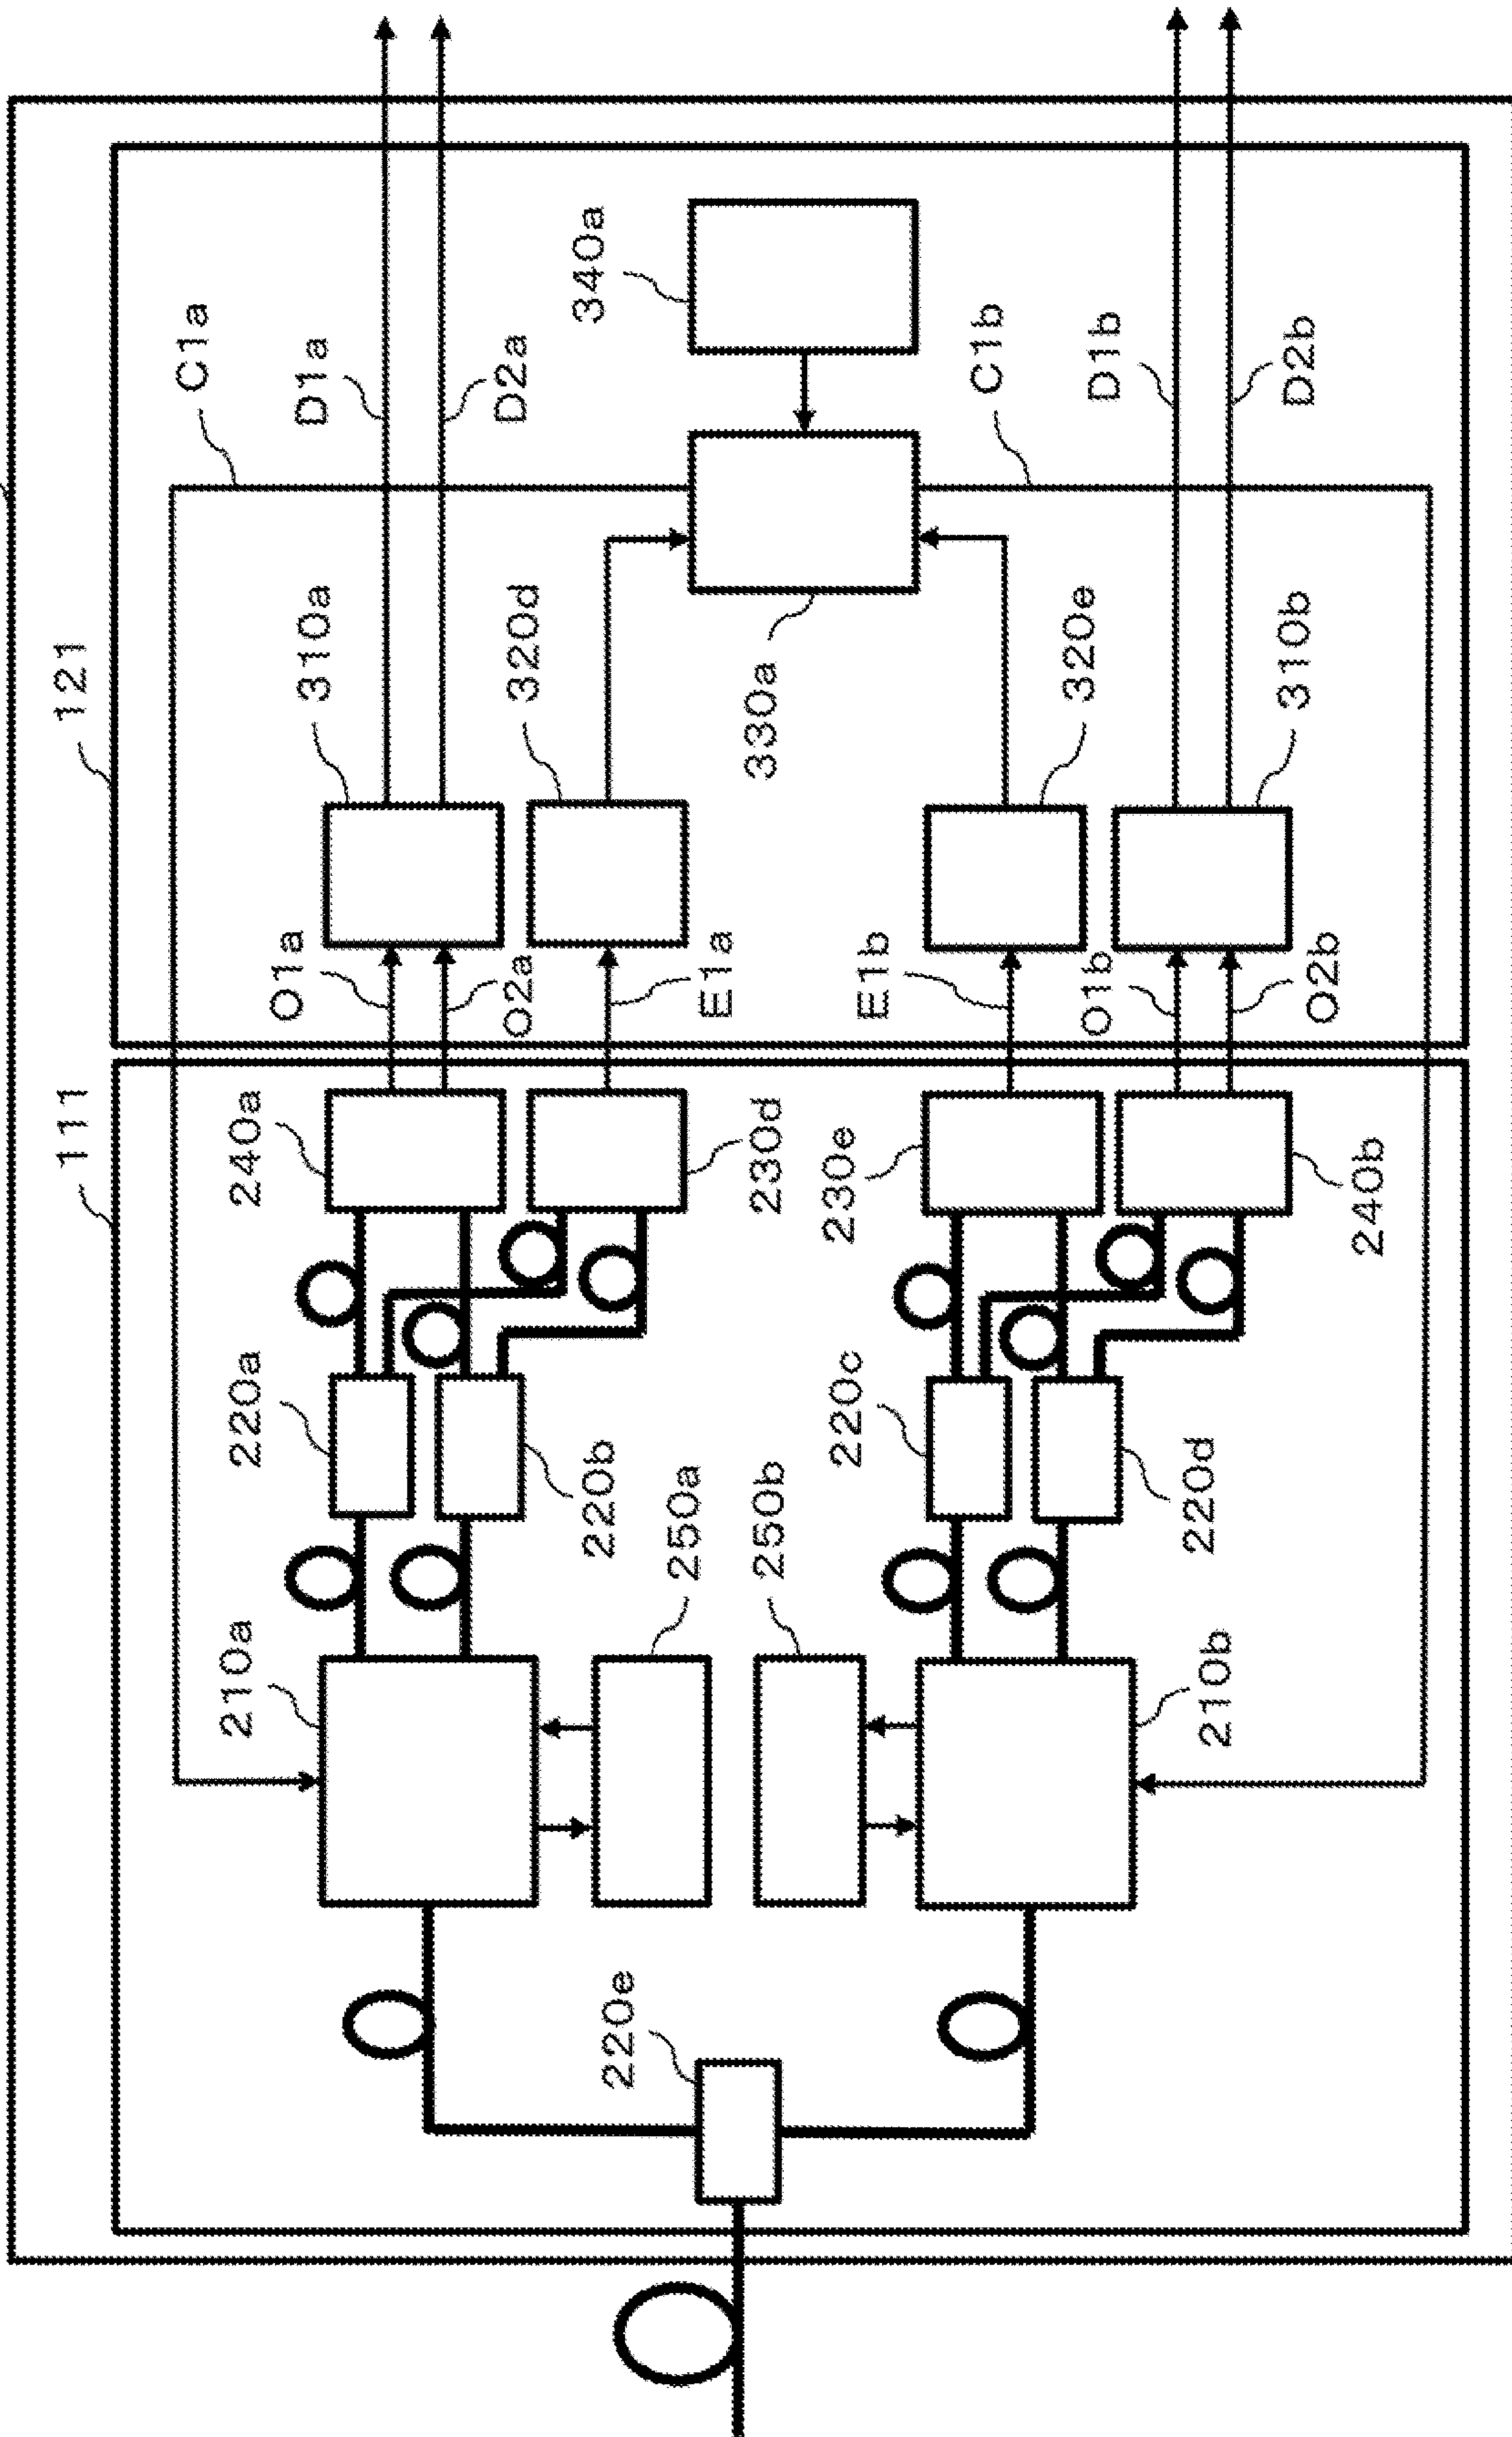 111
121
C1a
210a
220a
240a
O1a
310a
D1a
D2a
O2a
320d
220b
230d
E1a
340a
220e
250a
250b
330a
220c
230e
E1b
320e
C1b
D1b
O1b
210b
220d
240b
O2b
310b
D2b